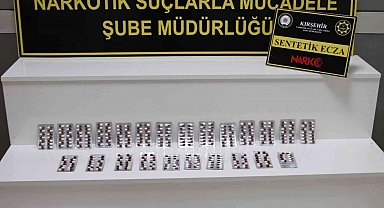 NARKOTİK SUÇLARLA MÜCADELE
ŞUBE MÜDÜRLÜĞÜ
KIRŞEHİR
SENTETİK ECZA
NARKO